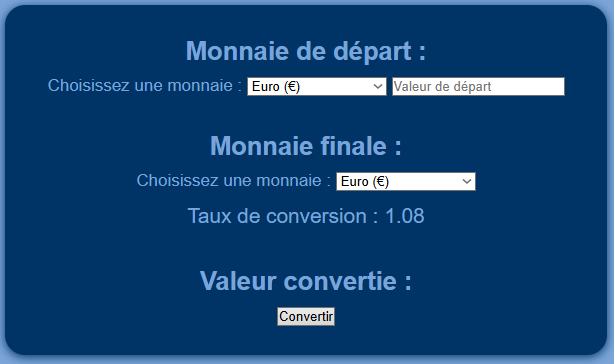 Monnaie de départ :
Choisissez une monnaie : Euro (€) Valeur de départ
Monnaie finale :
Choisissez une monnaie : Euro (€)
Taux de conversion : 1.08
Valeur convertie :
Convertir